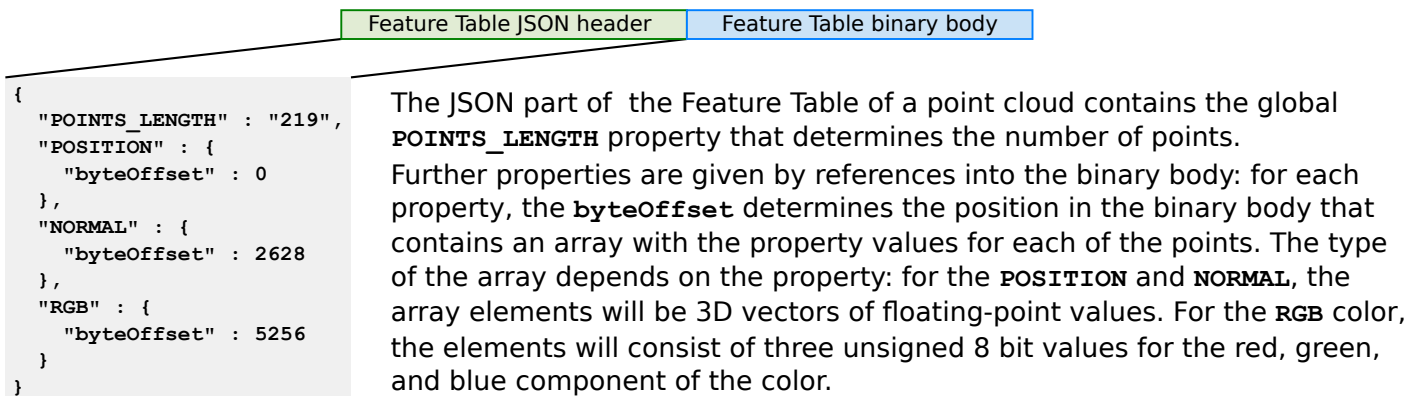 Feature Table JSON header
Feature Table binary body
{
"POINTS_LENGTH" : "219",
"POSITION" : {
"byteOffset" : 0
},
"NORMAL" : {
"byteOffset" : 2628
},
"RGB" : {
"byteOffset" : 5256
}
}
The JSON part of the Feature Table of a point cloud contains the global
POINTS_LENGTH property that determines the number of points.
Further properties are given by references into the binary body: for each
property, the byteOffset determines the position in the binary body that
contains an array with the property values for each of the points. The type
of the array depends on the property: for the POSITION and NORMAL, the
array elements will be 3D vectors of floating-point values. For the RGB color,
the elements will consist of three unsigned 8 bit values for the red, green,
and blue component of the color.